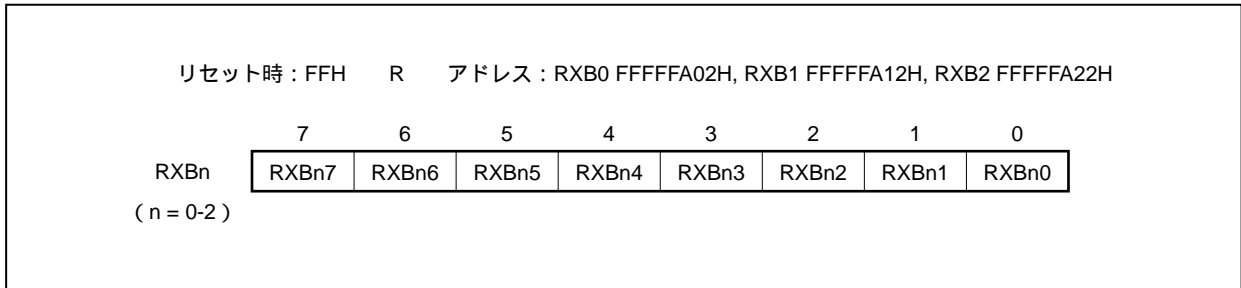 リセット時：FFH R アドレス：RXB0 FFFFFA02H, RXB1 FFFFFA12H, RXB2 FFFFFA22H
7 6 5 4 3 2 1 0
RXBn RXBn7 RXBn6 RXBn5 RXBn4 RXBn3 RXBn2 RXBn1 RXBn0
（n = 0-2）